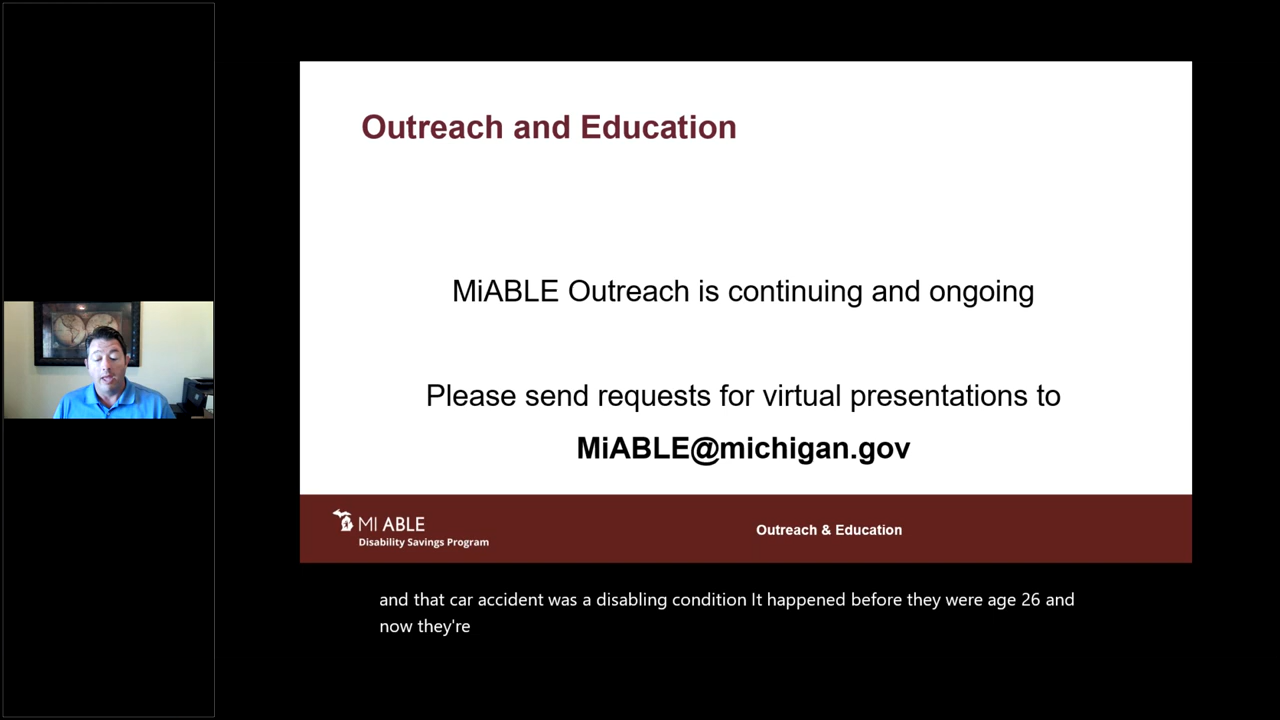 Outreach and Education
MiABLE Outreach is continuing and ongoing
Please send requests for virtual presentations to
MiABLE@michigan.gov
MI ABLE
Disability Savings Program
Outreach & Education
and that car accident was a disabling condition It happened before they were age 26 and
now they're